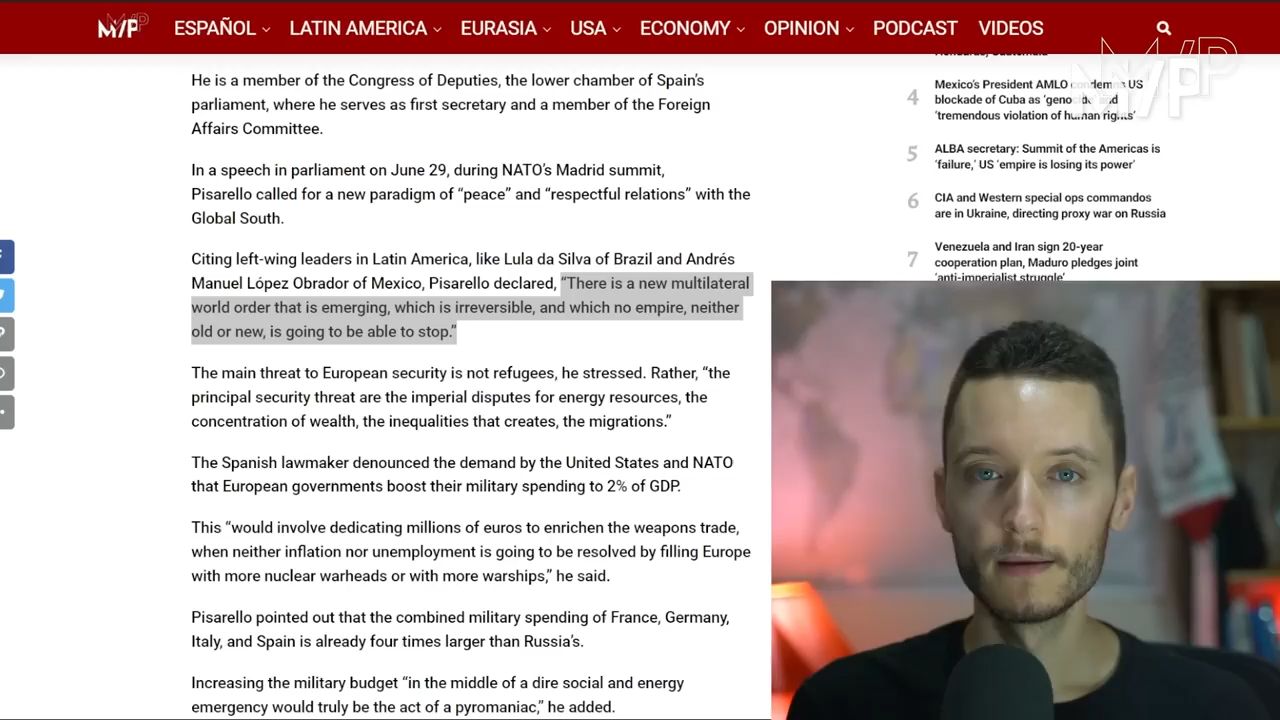 M/P
ESPAÑOL LATIN AMERICA EURASIA USA ECONOMY OPINION PODCAST VIDEOS
He is a member of the Congress of Deputies, the lower chamber of Spain’s
parliament, where he serves as first secretary and a member of the Foreign
Affairs Committee.
In a speech in parliament on June 29, during NATO’s Madrid summit,
Pisarello called for a new paradigm of “peace” and “respectful relations” with the
Global South.
Citing left-wing leaders in Latin America, like Lula da Silva of Brazil and Andrés
Manuel López Obrador of Mexico, Pisarello declared, “There is a new multilateral
world order that is emerging, which is irreversible, and which no empire, neither
old or new, is going to be able to stop.”
The main threat to European security is not refugees, he stressed. Rather, “the
principal security threat are the imperial disputes for energy resources, the
concentration of wealth, the inequalities that creates, the migrations.”
The Spanish lawmaker denounced the demand by the United States and NATO
that European governments boost their military spending to 2% of GDP.
This “would involve dedicating millions of euros to enrichen the weapons trade,
when neither inflation nor unemployment is going to be resolved by filling Europe
with more nuclear warheads or with more warships,” he said.
Pisarello pointed out that the combined military spending of France, Germany,
Italy, and Spain is already four times larger than Russia’s.
Increasing the military budget “in the middle of a dire social and energy
emergency would truly be the act of a pyromaniac,” he added.
Honduras, Guatemala
4
Mexico’s President AMLO condemns US
blockade of Cuba as ‘genocide’ and
‘tremendous violation of human rights’
5
ALBA secretary: Summit of the Americas is
‘failure,’ US ‘empire is losing its power’
6
CIA and Western special ops commandos
are in Ukraine, directing proxy war on Russia
7
Venezuela and Iran sign 20-year
cooperation plan, Maduro pledges joint
‘anti-imperialist struggle’
M/P